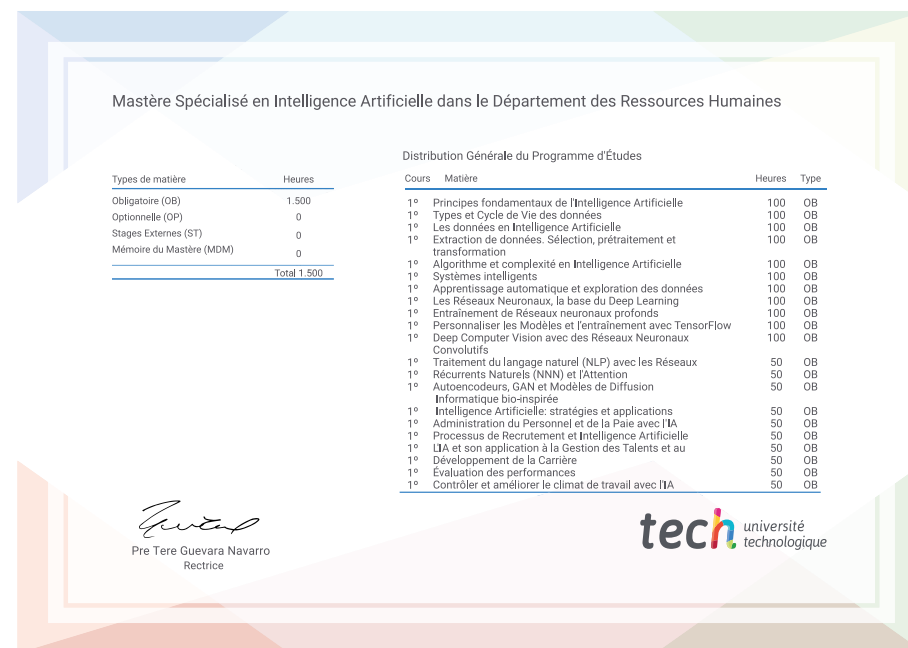 Mastère Spécialisé en Intelligence Artificielle dans le Département des Ressources Humaines
Types de matière Heures
Obligatoire (OB) 1.500
Optionnelle (OP) 0
Stages Externes (ST) 0
Mémoire du Mastère (MDM) 0
Total 1.500
Distribution Générale du Programme d'Études
Cours Matière Heures Type
1º Principes fondamentaux de l'Intelligence Artificielle 100 OB
1º Types et Cycle de Vie des données 100 OB
1º Les données en Intelligence Artificielle 100 OB
1º Extraction de données. Sélection, prétraitement et 100 OB
transformation
1º Algorithme et complexité en Intelligence Artificielle 100 OB
1º Systèmes intelligents 100 OB
1º Apprentissage automatique et exploration des données 100 OB
1º Les Réseaux Neuronaux, la base du Deep Learning 100 OB
1º Entraînement de Réseaux neuronaux profonds 100 OB
1º Personnaliser les Modèles et l'entraînement avec TensorFlow 100 OB
1º Deep Computer Vision avec des Réseaux Neuronaux 100 OB
Convolutifs
1º Traitement du langage naturel (NLP) avec les Réseaux 50 OB
1º Récurrents Naturels (NNN) et l'Attention 50 OB
1º Autoencodeurs, GAN et Modèles de Diffusion 50 OB
Informatique bio-inspirée
1º Intelligence Artificielle: stratégies et applications 50 OB
1º Administration du Personnel et de la Paie avec l'IA 50 OB
1º Processus de Recrutement et Intelligence Artificielle 50 OB
1º L'IA et son application à la Gestion des Talents et au 50 OB
1º Développement de la Carrière 50 OB
1º Évaluation des performances 50 OB
1º Contrôler et améliorer le climat de travail avec l'IA 50 OB
Pre Tere Guevara Navarro
Rectrice
tech université
technologique